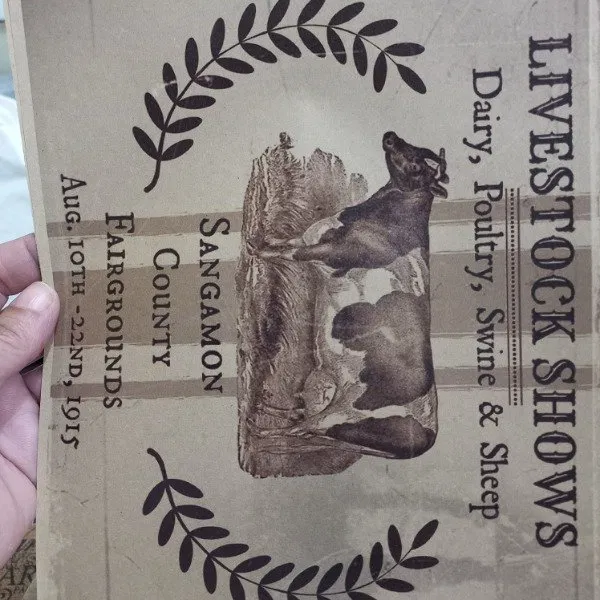 LIVESTOCK SHOWS
Dairy, Poultry, Swine & Sheep
SANGAMON
COUNTY
FAIRGROUNDS
AUG. 10TH -22ND, 1915